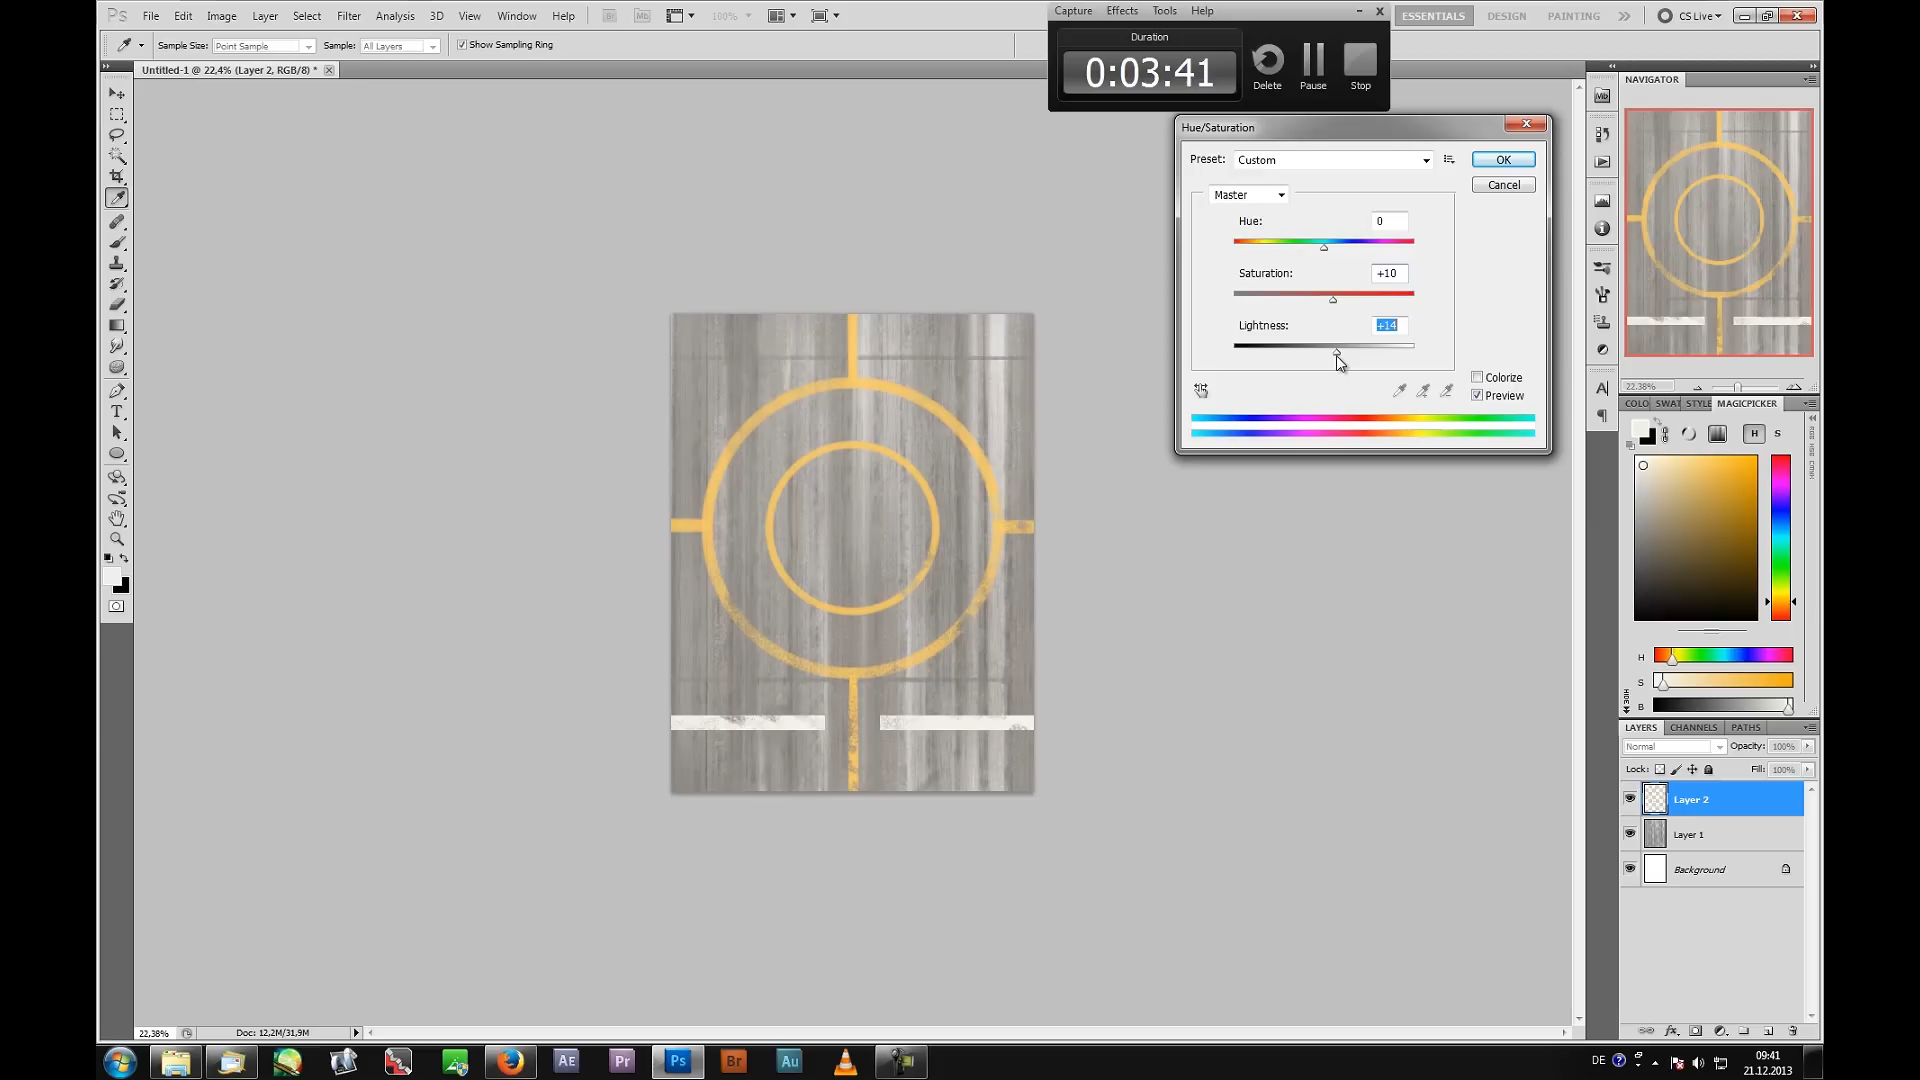 Ps File Edit Image Layer Select Filter Analysis 3D View Window Help Br Mb 100%
Capture Effects Tools Help
ESSENTIALS DESIGN PAINTING CS Live
Sample Size: Point Sample Sample: All Layers Show Sampling Ring
Duration
0:03:41
Delete Pause Stop
Untitled-1 @ 22,4% (Layer 2, RGB/8) *
NAVIGATOR
Mb
Hue/Saturation
Preset: Custom
OK
Cancel
Master
Hue: 0
Saturation: +10
Lightness: +14
Colorize
Preview
22.38%
COLO SWAT STYLE MAGICPICKER
H S
H
S
B
HIDE
LAYERS CHANNELS PATHS
Normal Opacity: 100%
Lock: Fill: 100%
Layer 2
Layer 1
Background
22,38% Doc: 12,2M/31,9M
Ae Pr Ps Br Au
DE 09:41
21.12.2013